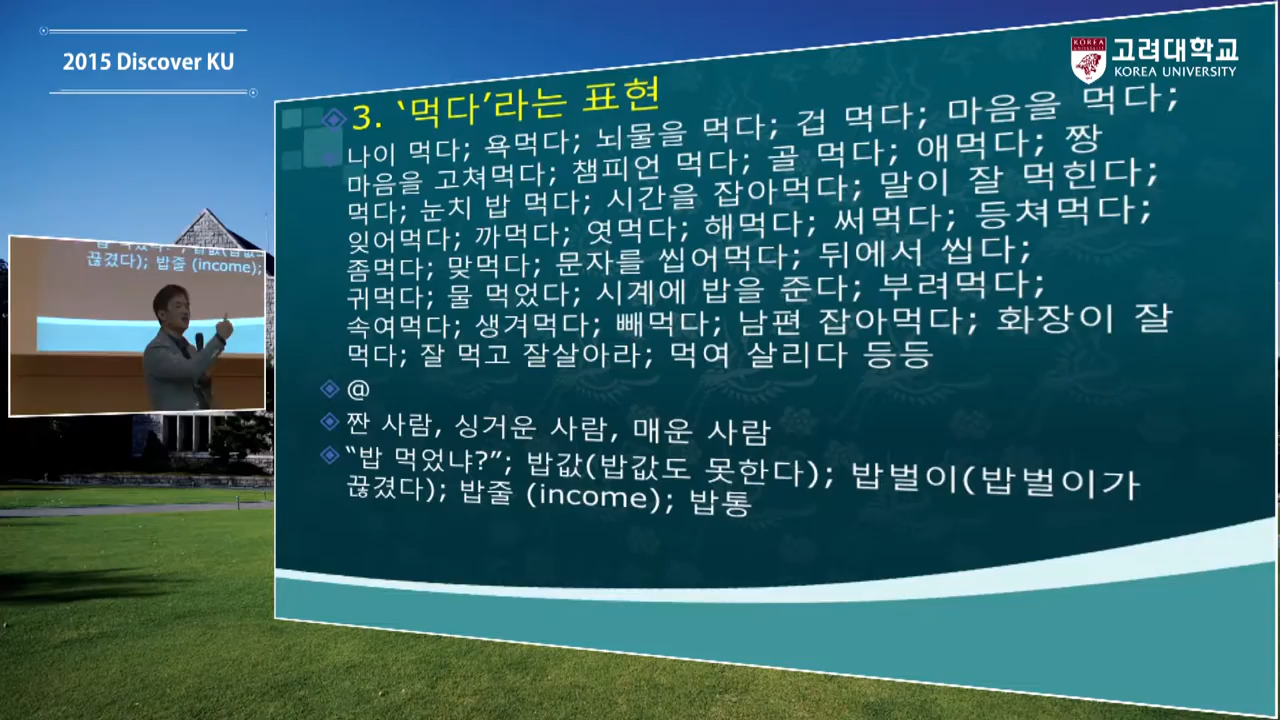 2015 Discover KU
KOREA UNIVERSITY
고려대학교
KOREA UNIVERSITY
3. ‘먹다’라는 표현
나이 먹다; 욕먹다; 뇌물을 먹다; 겁 먹다; 마음을 먹다;
마음을 고쳐먹다; 챔피언 먹다; 골 먹다; 애먹다; 짱
먹다; 눈치 밥 먹다; 시간을 잡아먹다; 말이 잘 먹힌다;
잊어먹다; 까먹다; 엿먹다; 해먹다; 써먹다; 등쳐먹다;
좀먹다; 맞먹다; 문자를 씹어먹다; 뒤에서 씹다;
귀먹다; 물 먹었다; 시계에 밥을 준다; 부려먹다;
속여먹다; 생겨먹다; 빼먹다; 남편 잡아먹다; 화장이 잘
먹다; 잘 먹고 잘살아라; 먹여 살리다 등등
@
짠 사람, 싱거운 사람, 매운 사람
“밥 먹었냐?”; 밥값(밥값도 못한다); 밥벌이(밥벌이가
끊겼다); 밥줄 (income); 밥통
끊겼다); 밥줄 (income);